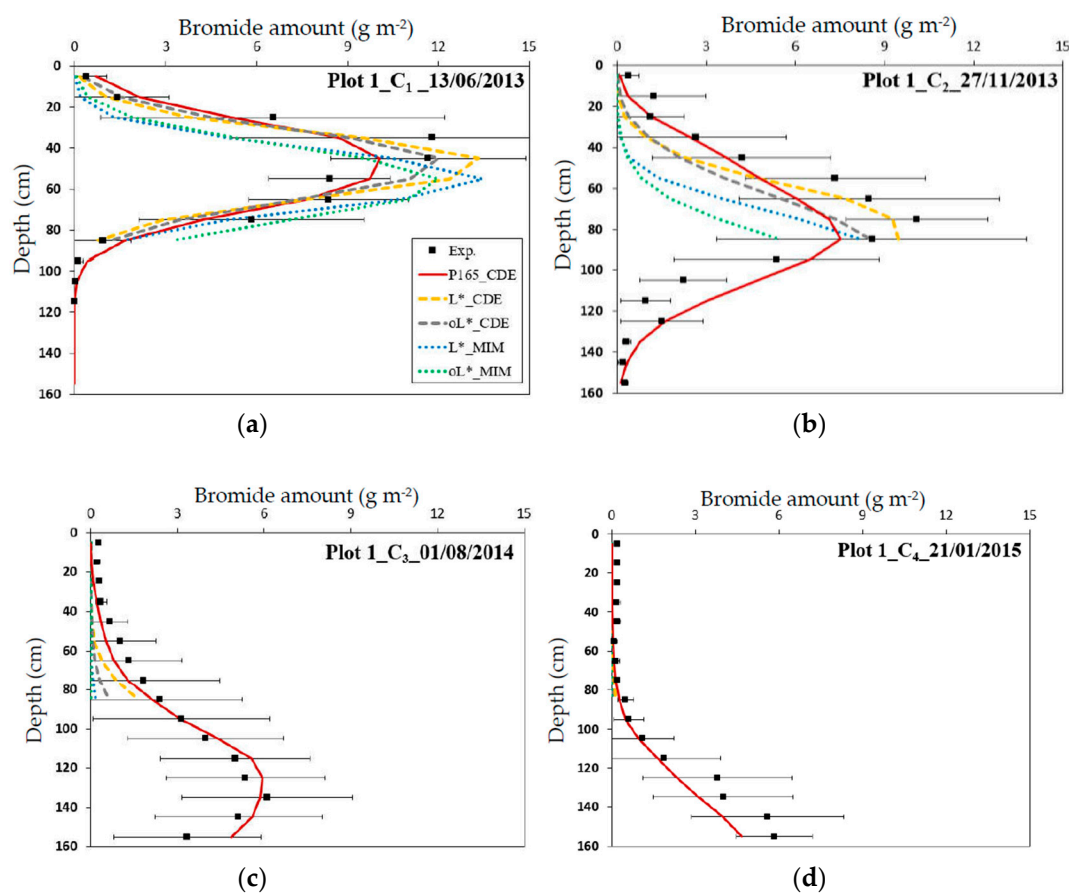 Bromide amount (g m-2)
0 3 6 9 12 15
Plot 1_C1 _13/06/2013
Depth (cm)
0
20
40
60
80
100
120
140
160
Exp.
P165_CDE
L*_CDE
oL*_CDE
L*_MIM
oL*_MIM
(a)
Bromide amount (g m-2)
0 3 6 9 12 15
Plot 1_C2_27/11/2013
Depth (cm)
0
20
40
60
80
100
120
140
160
(b)
Bromide amount (g m-2)
0 3 6 9 12 15
Plot 1_C3_01/08/2014
Depth (cm)
0
20
40
60
80
100
120
140
160
(c)
Bromide amount (g m-2)
0 3 6 9 12 15
Plot 1_C4_21/01/2015
Depth (cm)
0
20
40
60
80
100
120
140
160
(d)